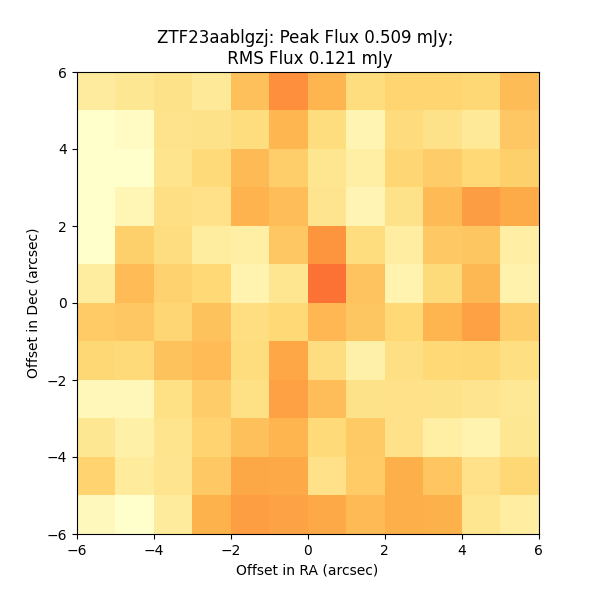 ZTF23aablgzj: Peak Flux 0.509 mJy;
RMS Flux 0.121 mJy
6
4
2
0
−2
−4
−6
Offset in Dec (arcsec)
−6 −4 −2 0 2 4 6
Offset in RA (arcsec)